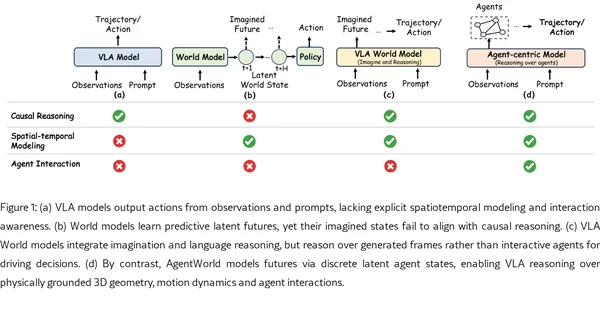 Trajectory/
Action
VLA Model
Observations Prompt
(a)
Imagined
Future ...
Action
World Model
Policy
t+1
t+H
Observations
Latent
World State
(b)
Imagined
Future ... Trajectory/
Action
VLA World Model
(Imagine and Reasoning)
Observations Prompt
(c)
Agents
... Trajectory/
Action
Agent-centric Model
(Reasoning over agents)
Observations Prompt
(d)
Causal Reasoning
Spatial-temporal
Modeling
Agent Interaction
Figure 1: (a) VLA models output actions from observations and prompts, lacking explicit spatiotemporal modeling and interaction
awareness. (b) World models learn predictive latent futures, yet their imagined states fail to align with causal reasoning. (c) VLA
World models integrate imagination and language reasoning, but reason over generated frames rather than interactive agents for
driving decisions. (d) By contrast, AgentWorld models futures via discrete latent agent states, enabling VLA reasoning over
physically grounded 3D geometry, motion dynamics and agent interactions.